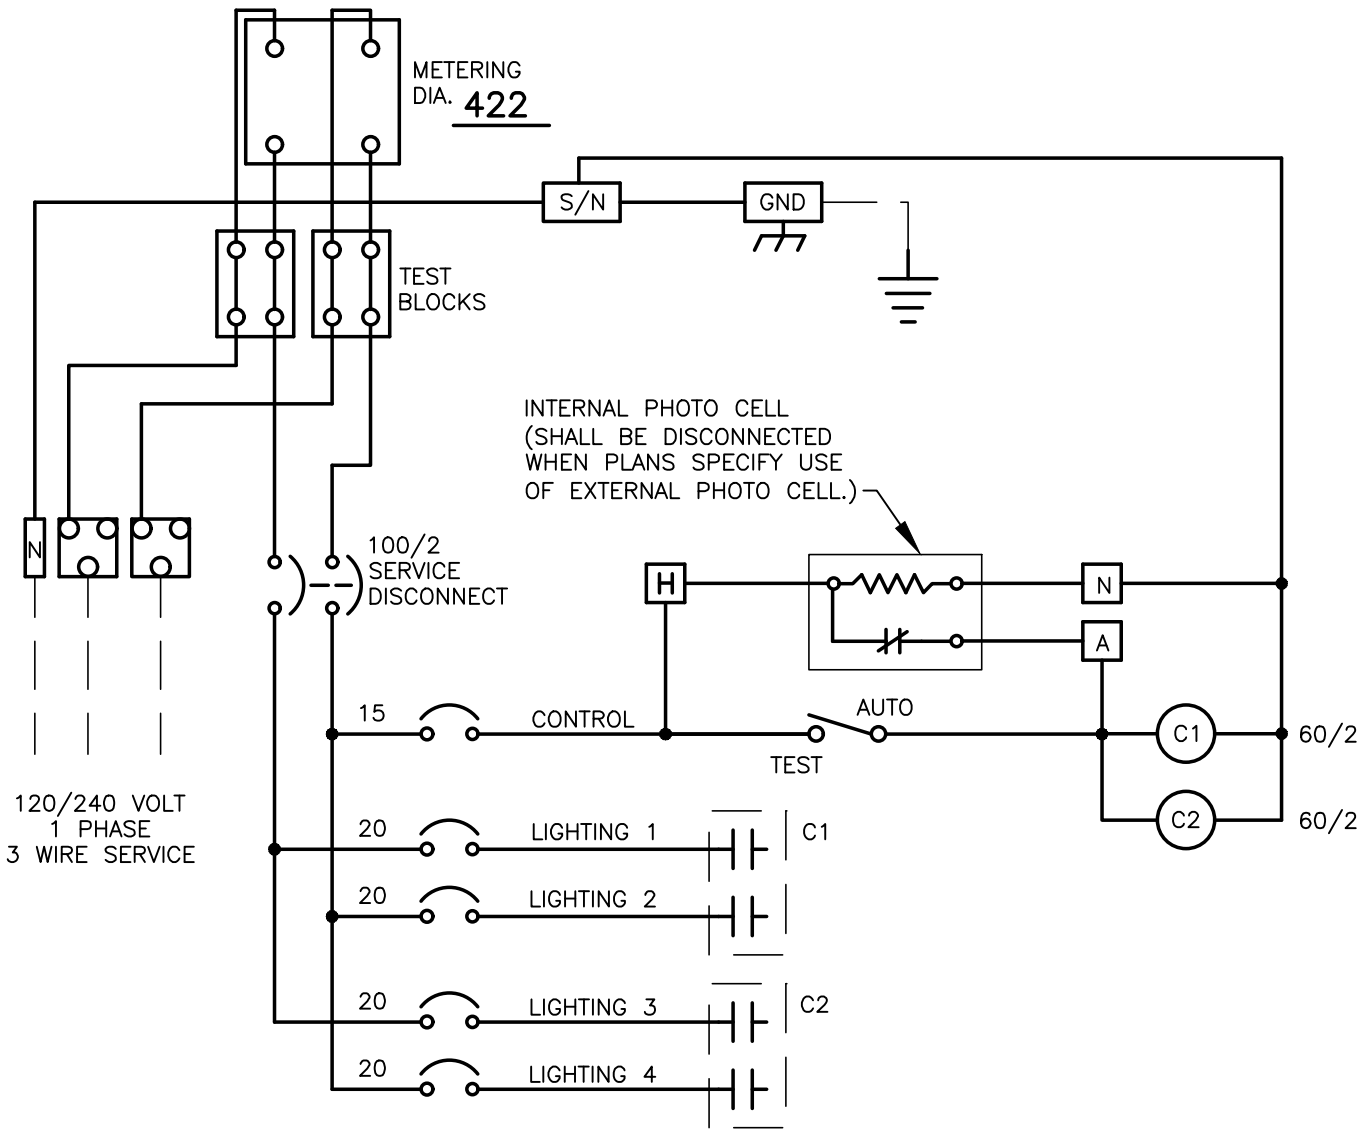 METERING
DIA. 422
S/N
GND
TEST
BLOCKS
INTERNAL PHOTO CELL
(SHALL BE DISCONNECTED
WHEN PLANS SPECIFY USE
OF EXTERNAL PHOTO CELL.)
N
100/2
SERVICE
DISCONNECT
H
N
A
15
CONTROL
AUTO
TEST
C1
60/2
120/240 VOLT
1 PHASE
3 WIRE SERVICE
20
LIGHTING 1
C1
C2
60/2
20
LIGHTING 2
20
LIGHTING 3
C2
20
LIGHTING 4